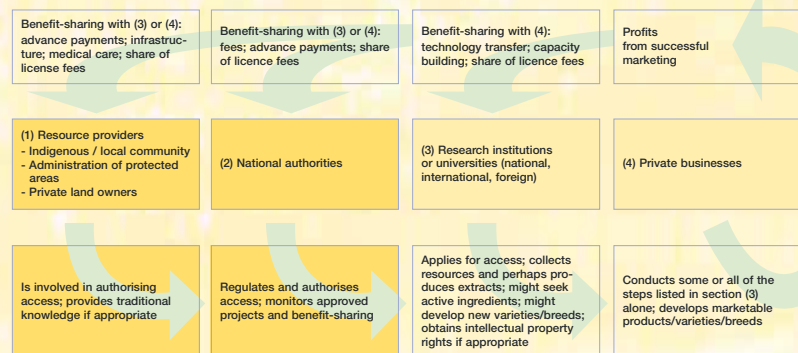 Benefit-sharing with (3) or (4):
advance payments; infrastruc-
ture; medical care; share of
license fees
Benefit-sharing with (3) or (4):
fees; advance payments; share
of licence fees
Benefit-sharing with (4):
technology transfer; capacity
building; share of licence fees
Profits
from successful
marketing
(1) Resource providers
- Indigenous / local community
- Administration of protected
areas
- Private land owners
(2) National authorities
(3) Research institutions
or universities (national,
international, foreign)
(4) Private businesses
Is involved in authorising
access; provides traditional
knowledge if appropriate
Regulates and authorises
access; monitors approved
projects and benefit-sharing
Applies for access; collects
resources and perhaps pro-
duces extracts; might seek
active ingredients; might
develop new varieties/breeds;
obtains intellectual property
rights if appropriate
Conducts some or all of the
steps listed in section (3)
alone; develops marketable
products/varieties/breeds